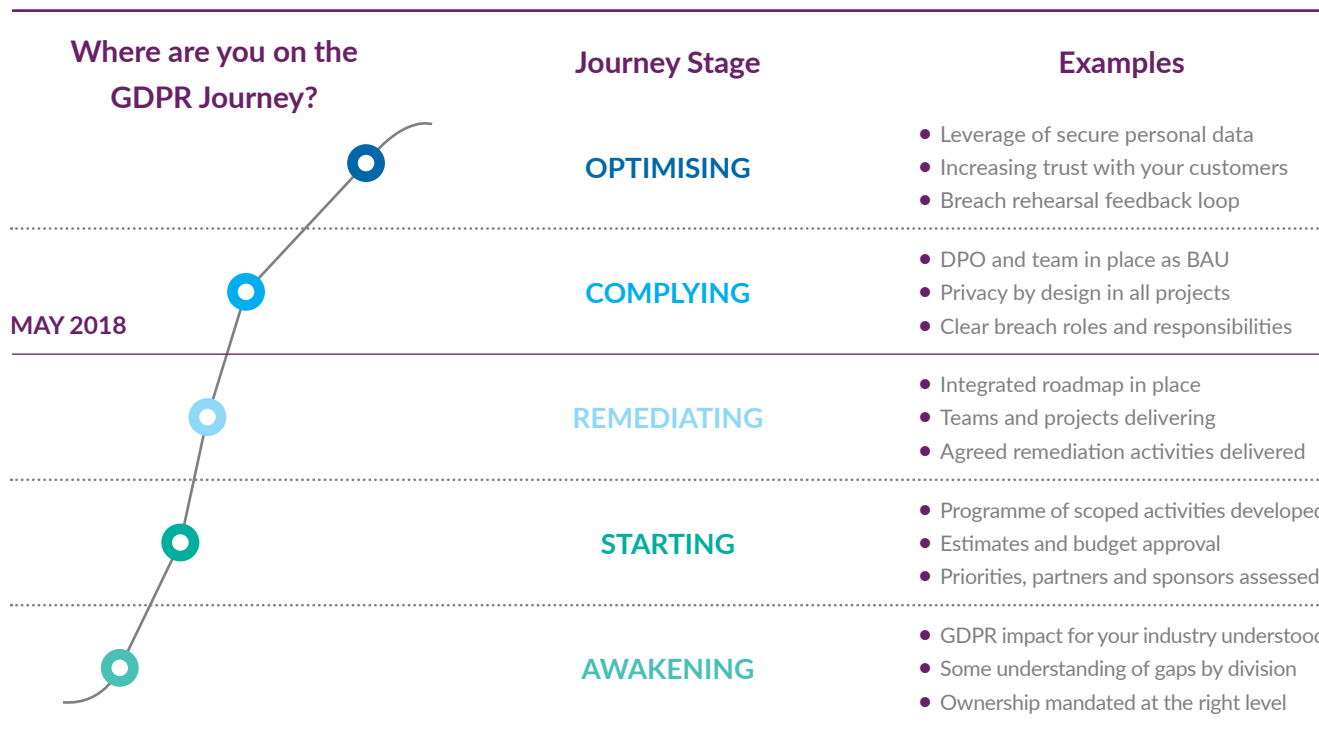 Where are you on the
GDPR Journey?
Journey Stage
Examples
OPTIMISING
Leverage of secure personal data
Increasing trust with your customers
Breach rehearsal feedback loop
COMPLYING
DPO and team in place as BAU
Privacy by design in all projects
Clear breach roles and responsibilities
MAY 2018
REMEDIATING
Integrated roadmap in place
Teams and projects delivering
Agreed remediation activities delivered
STARTING
Programme of scoped activities developed
Estimates and budget approval
Priorities, partners and sponsors assessed
AWAKENING
GDPR impact for your industry understood
Some understanding of gaps by division
Ownership mandated at the right level